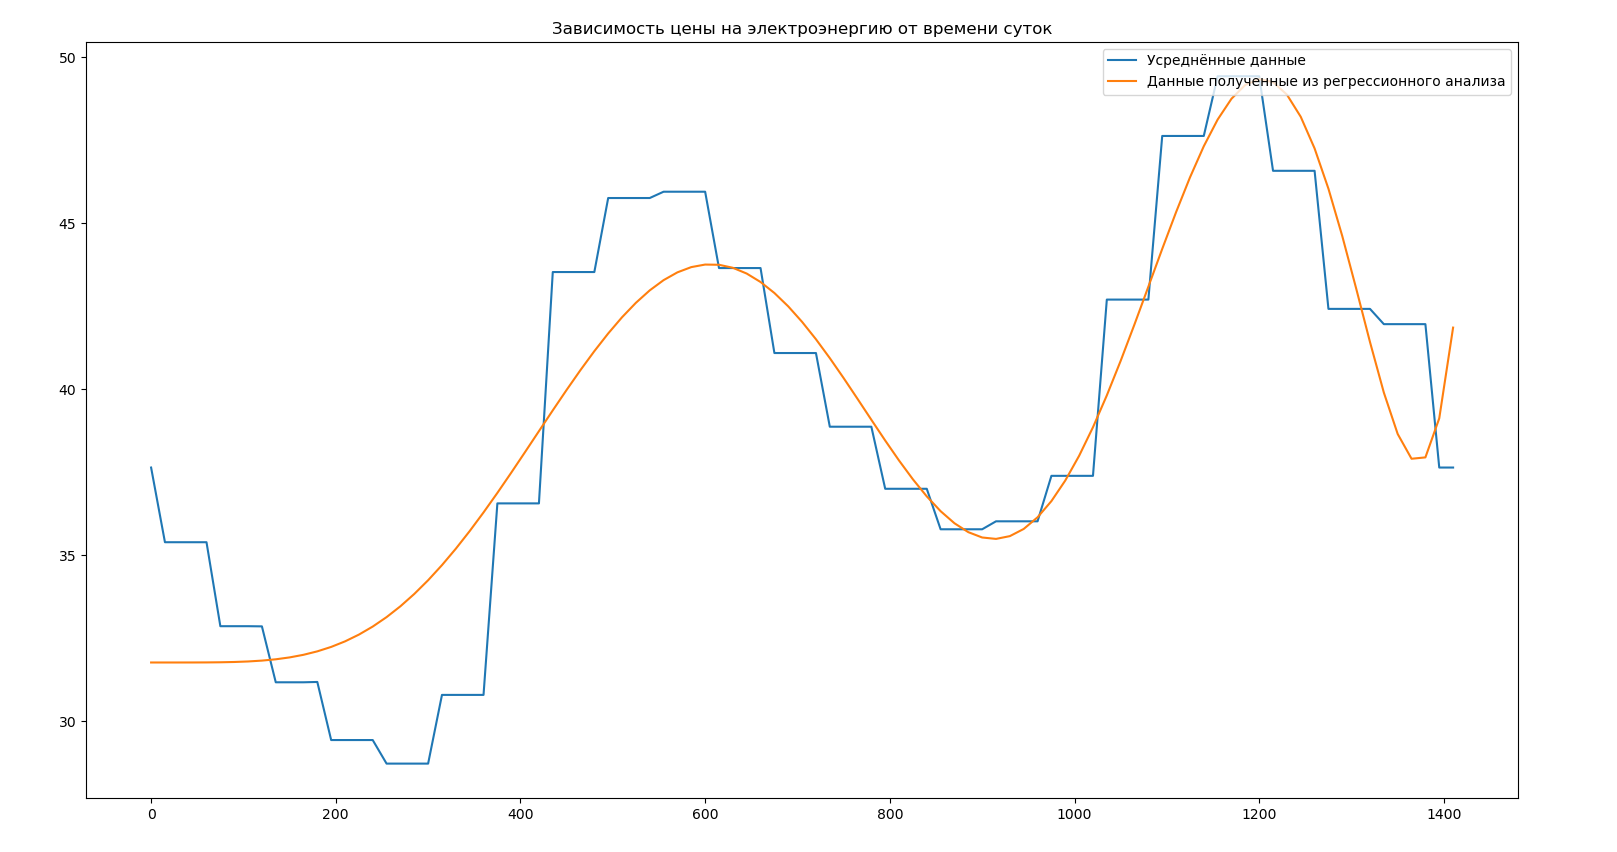 Зависимость цены на электроэнергию от времени суток
Усреднённые данные
Данные полученные из регрессионного анализа
50
45
40
35
30
0 200 400 600 800 1000 1200 1400